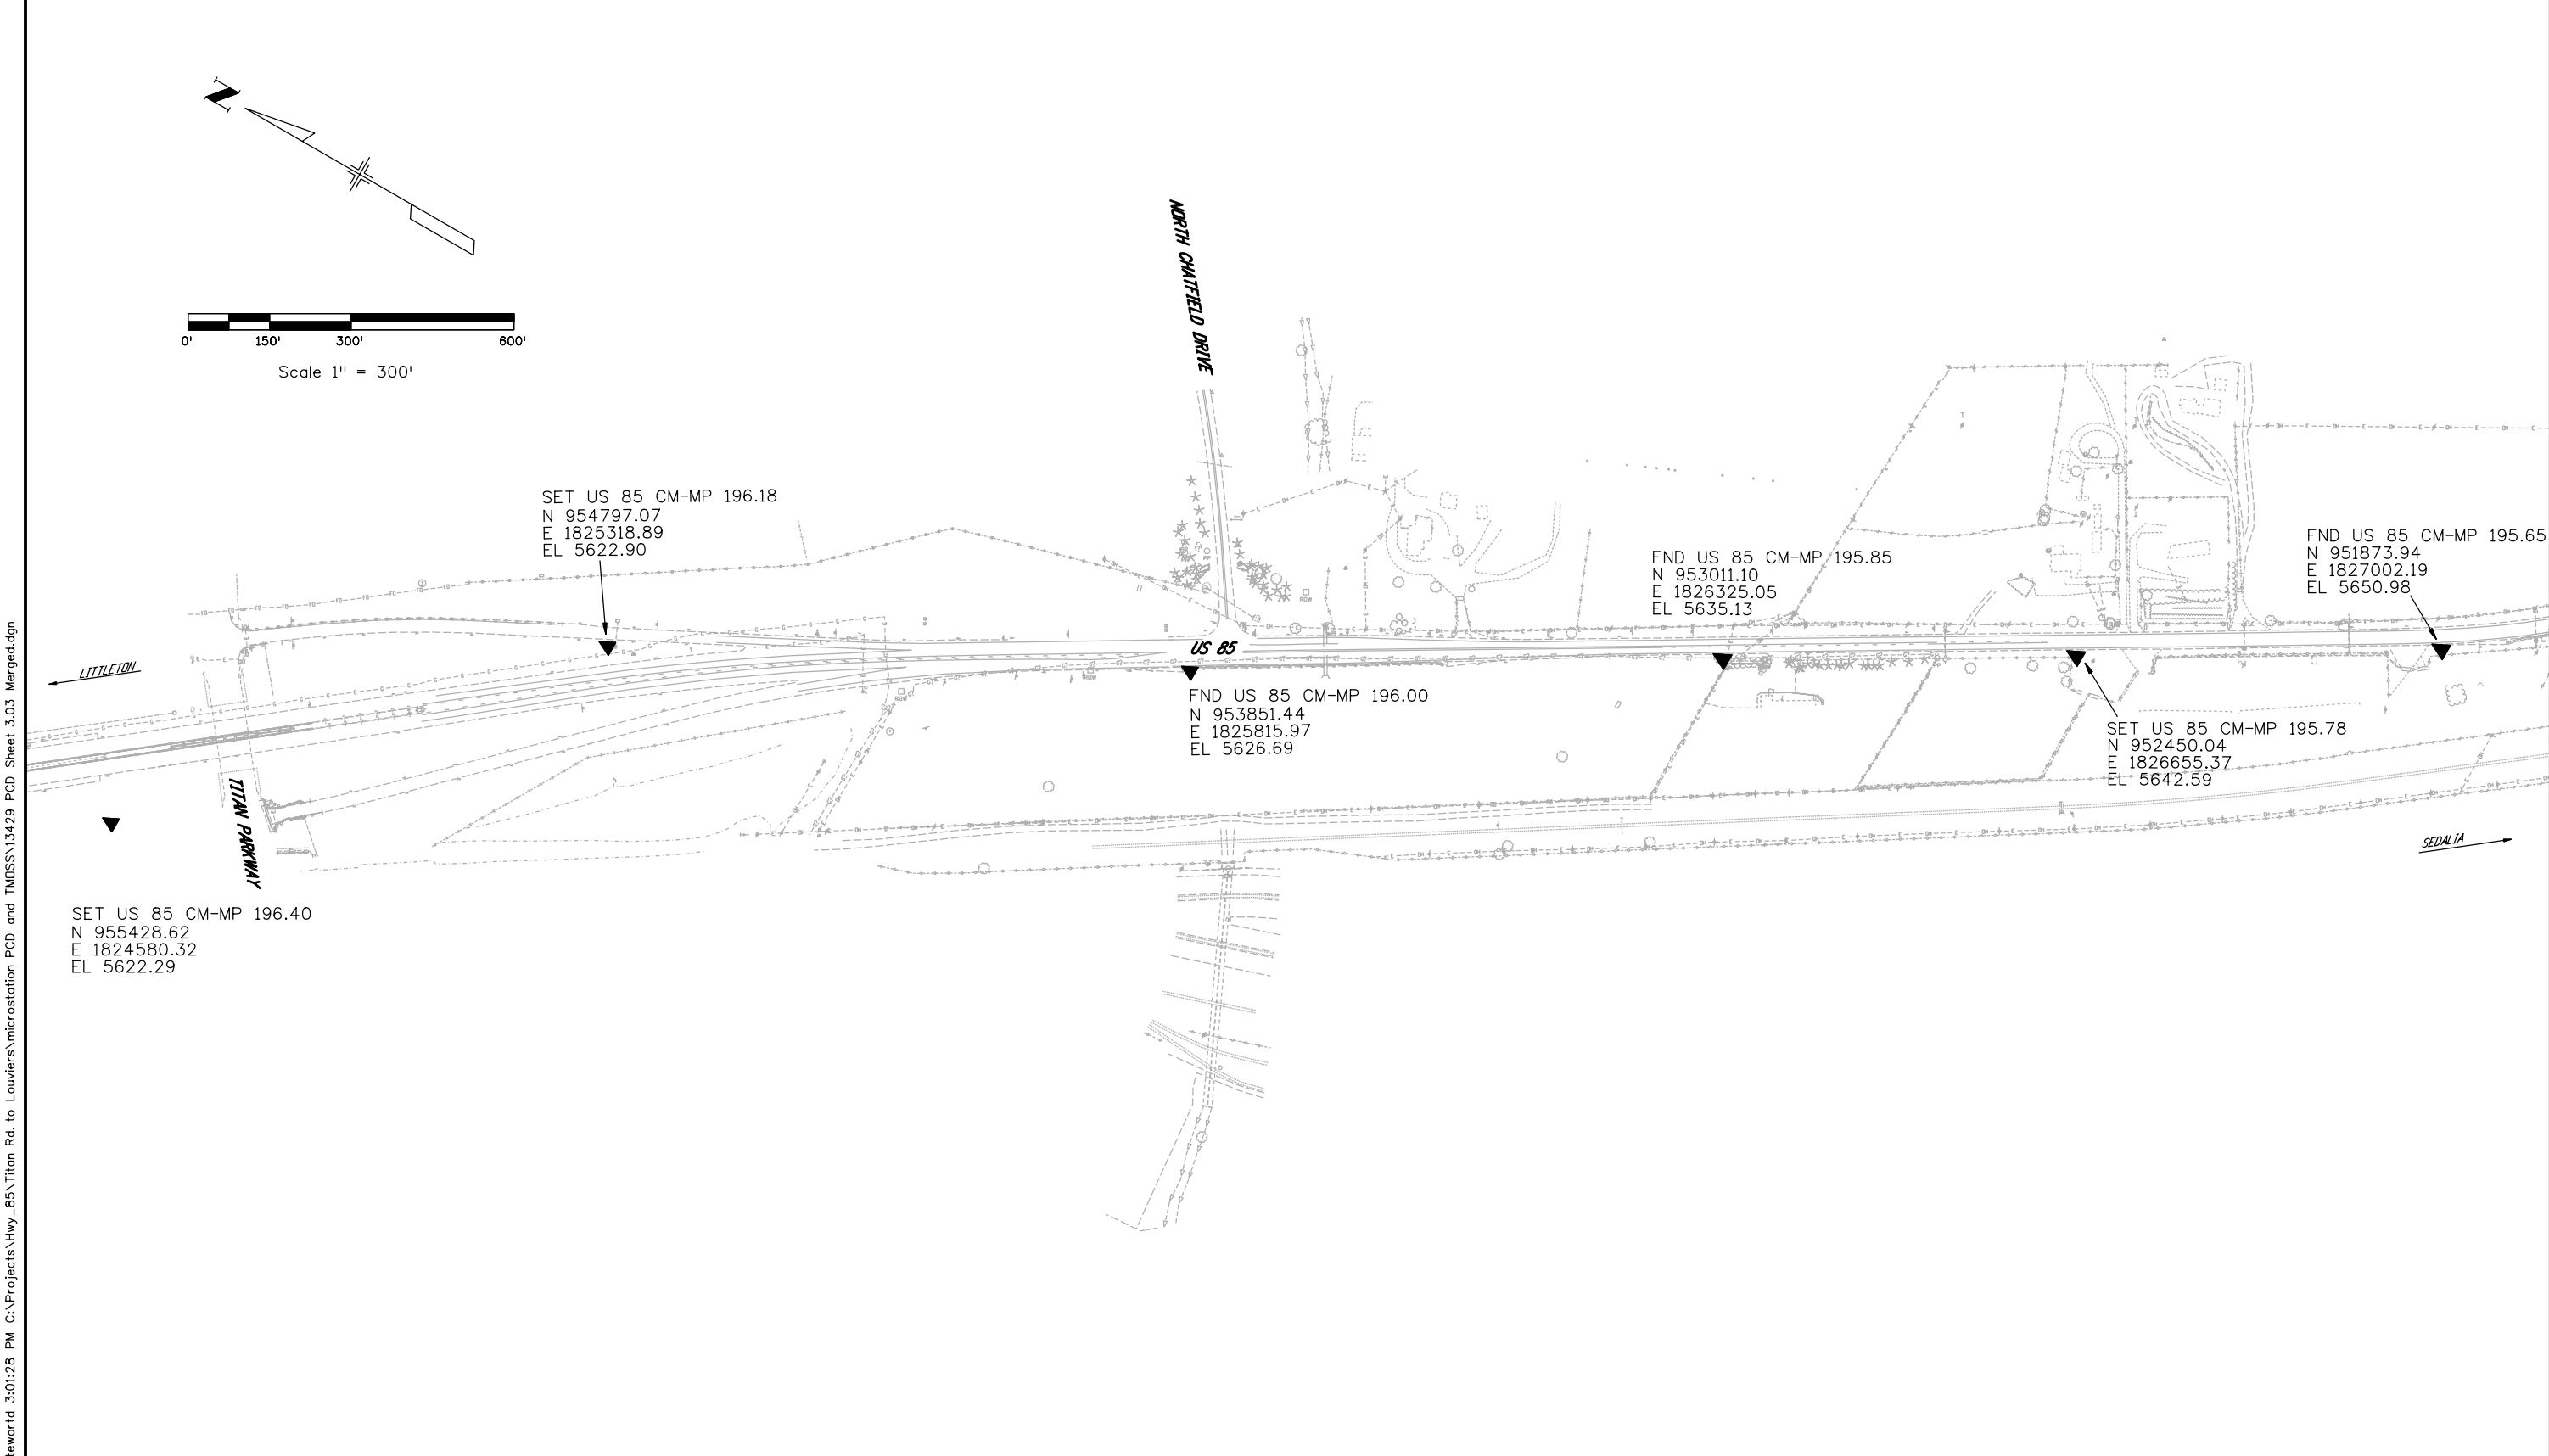 N
0' 150' 300' 600'
Scale 1" = 300'
NORTH CHATFIELD DRIVE
SET US 85 CM-MP 196.18
N 954797.07
E 1825318.89
EL 5622.90
FND US 85 CM-MP 195.85
N 953011.10
E 1826325.05
EL 5635.13
FND US 85 CM-MP 195.65
N 951873.94
E 1827002.19
EL 5650.98
LITTLETON
US 85
FND US 85 CM-MP 196.00
N 953851.44
E 1825815.97
EL 5626.69
SET US 85 CM-MP 195.78
N 952450.04
E 1826655.37
EL 5642.59
TITAN PARKWAY
SEDALIA
SET US 85 CM-MP 196.40
N 955428.62
E 1824580.32
EL 5622.29
ROW
ROW
tewartd 3:01:28 PM C:\Projects\Hwy_85\Titan Rd. to Louviers\microstation PCD and TMOSS\13429 PCD Sheet 3.03 Merged.dgn